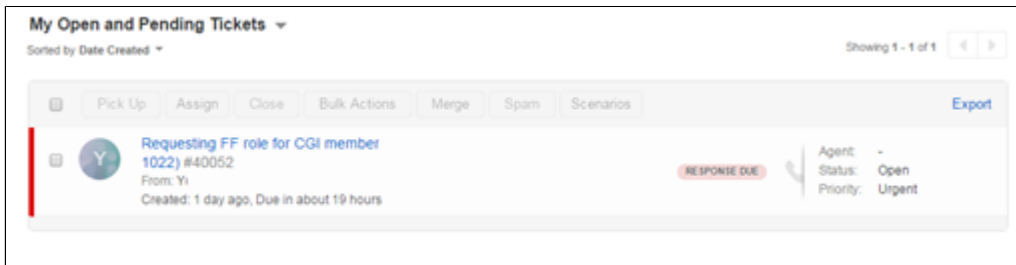 My Open and Pending Tickets
Sorted by Date Created
Showing 1 - 1 of 1
Pick Up Assign Close Bulk Actions Merge Spam Scenarios Export
Requesting FF role for CGI member
1022) #40052
From: Yi
Created: 1 day ago, Due in about 19 hours
Y
RESPONSE DUE
Agent: -
Status: Open
Priority: Urgent